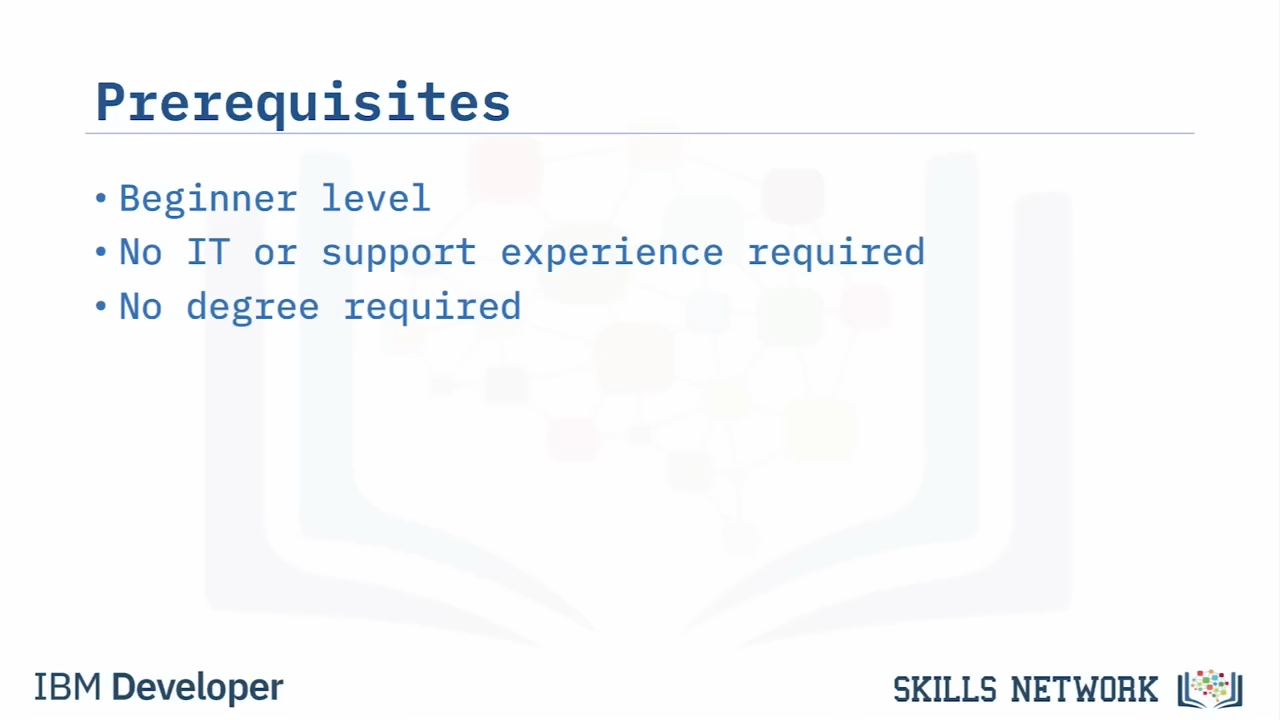 Prerequisites
• Beginner level
• No IT or support experience required
• No degree required
IBM Developer
SKILLS NETWORK